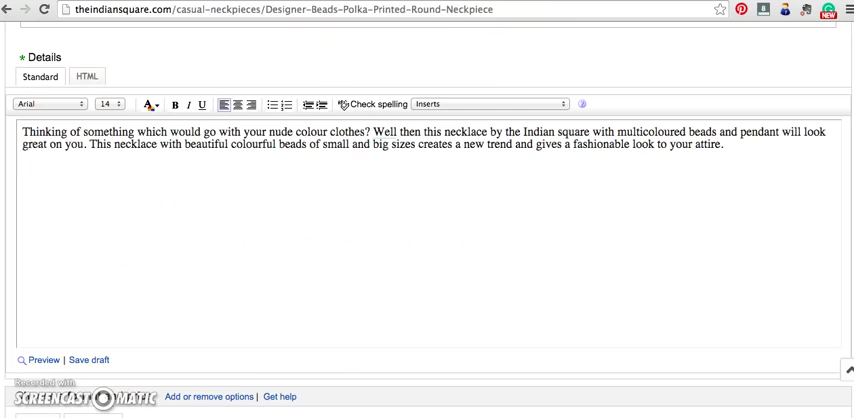 theindiansquare.com/casual-neckpieces/Designer-Beads-Polka-Printed-Round-Neckpiece
8
NEW
* Details
Standard HTML
Arial 14 A B I U Check spelling Inserts
Thinking of something which would go with your nude colour clothes? Well then this necklace by the Indian square with multicoloured beads and pendant will look
great on you. This necklace with beautiful colourful beads of small and big sizes creates a new trend and gives a fashionable look to your attire.
Preview | Save draft
Recorded with
SCREENCAST MATIC
Add or remove options | Get help